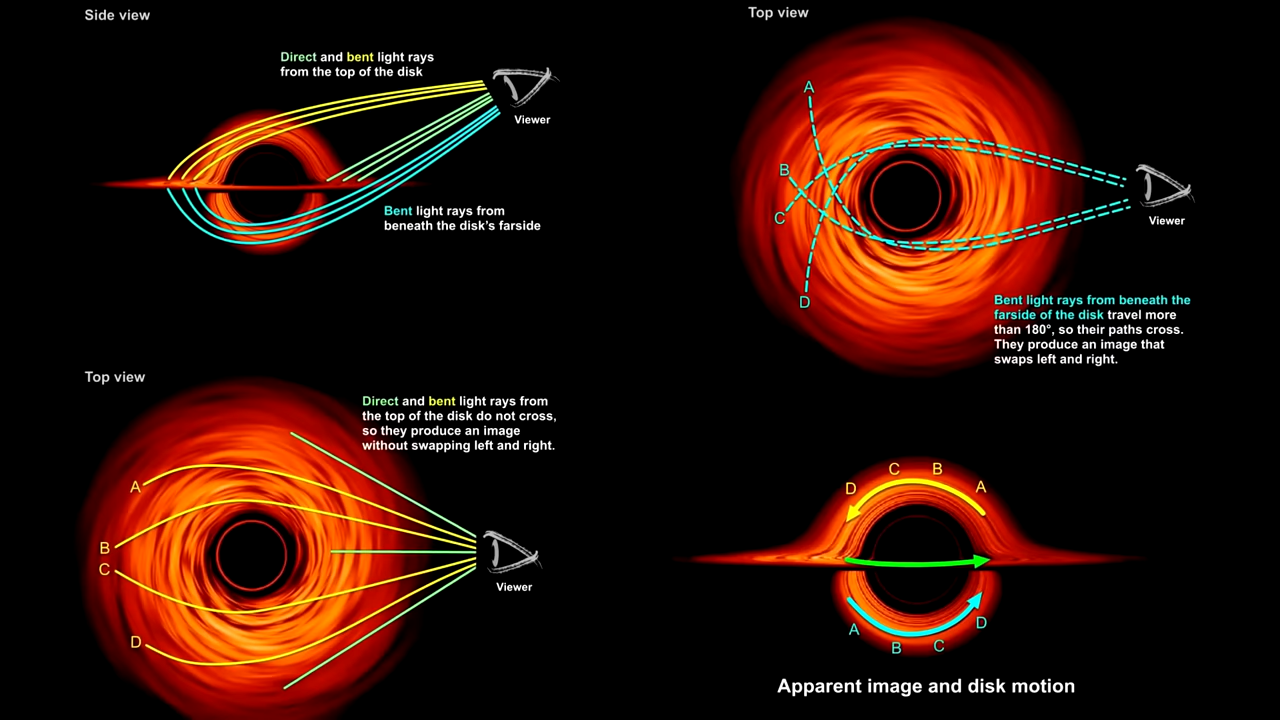 Side view
Direct and bent light rays
from the top of the disk
Viewer
Bent light rays from
beneath the disk’s farside
Top view
A
B
C
D
Viewer
Bent light rays from beneath the
farside of the disk travel more
than 180°, so their paths cross.
They produce an image that
swaps left and right.
Top view
Direct and bent light rays from
the top of the disk do not cross,
so they produce an image
without swapping left and right.
A
B
C
D
Viewer
D C B A
A B C D
Apparent image and disk motion